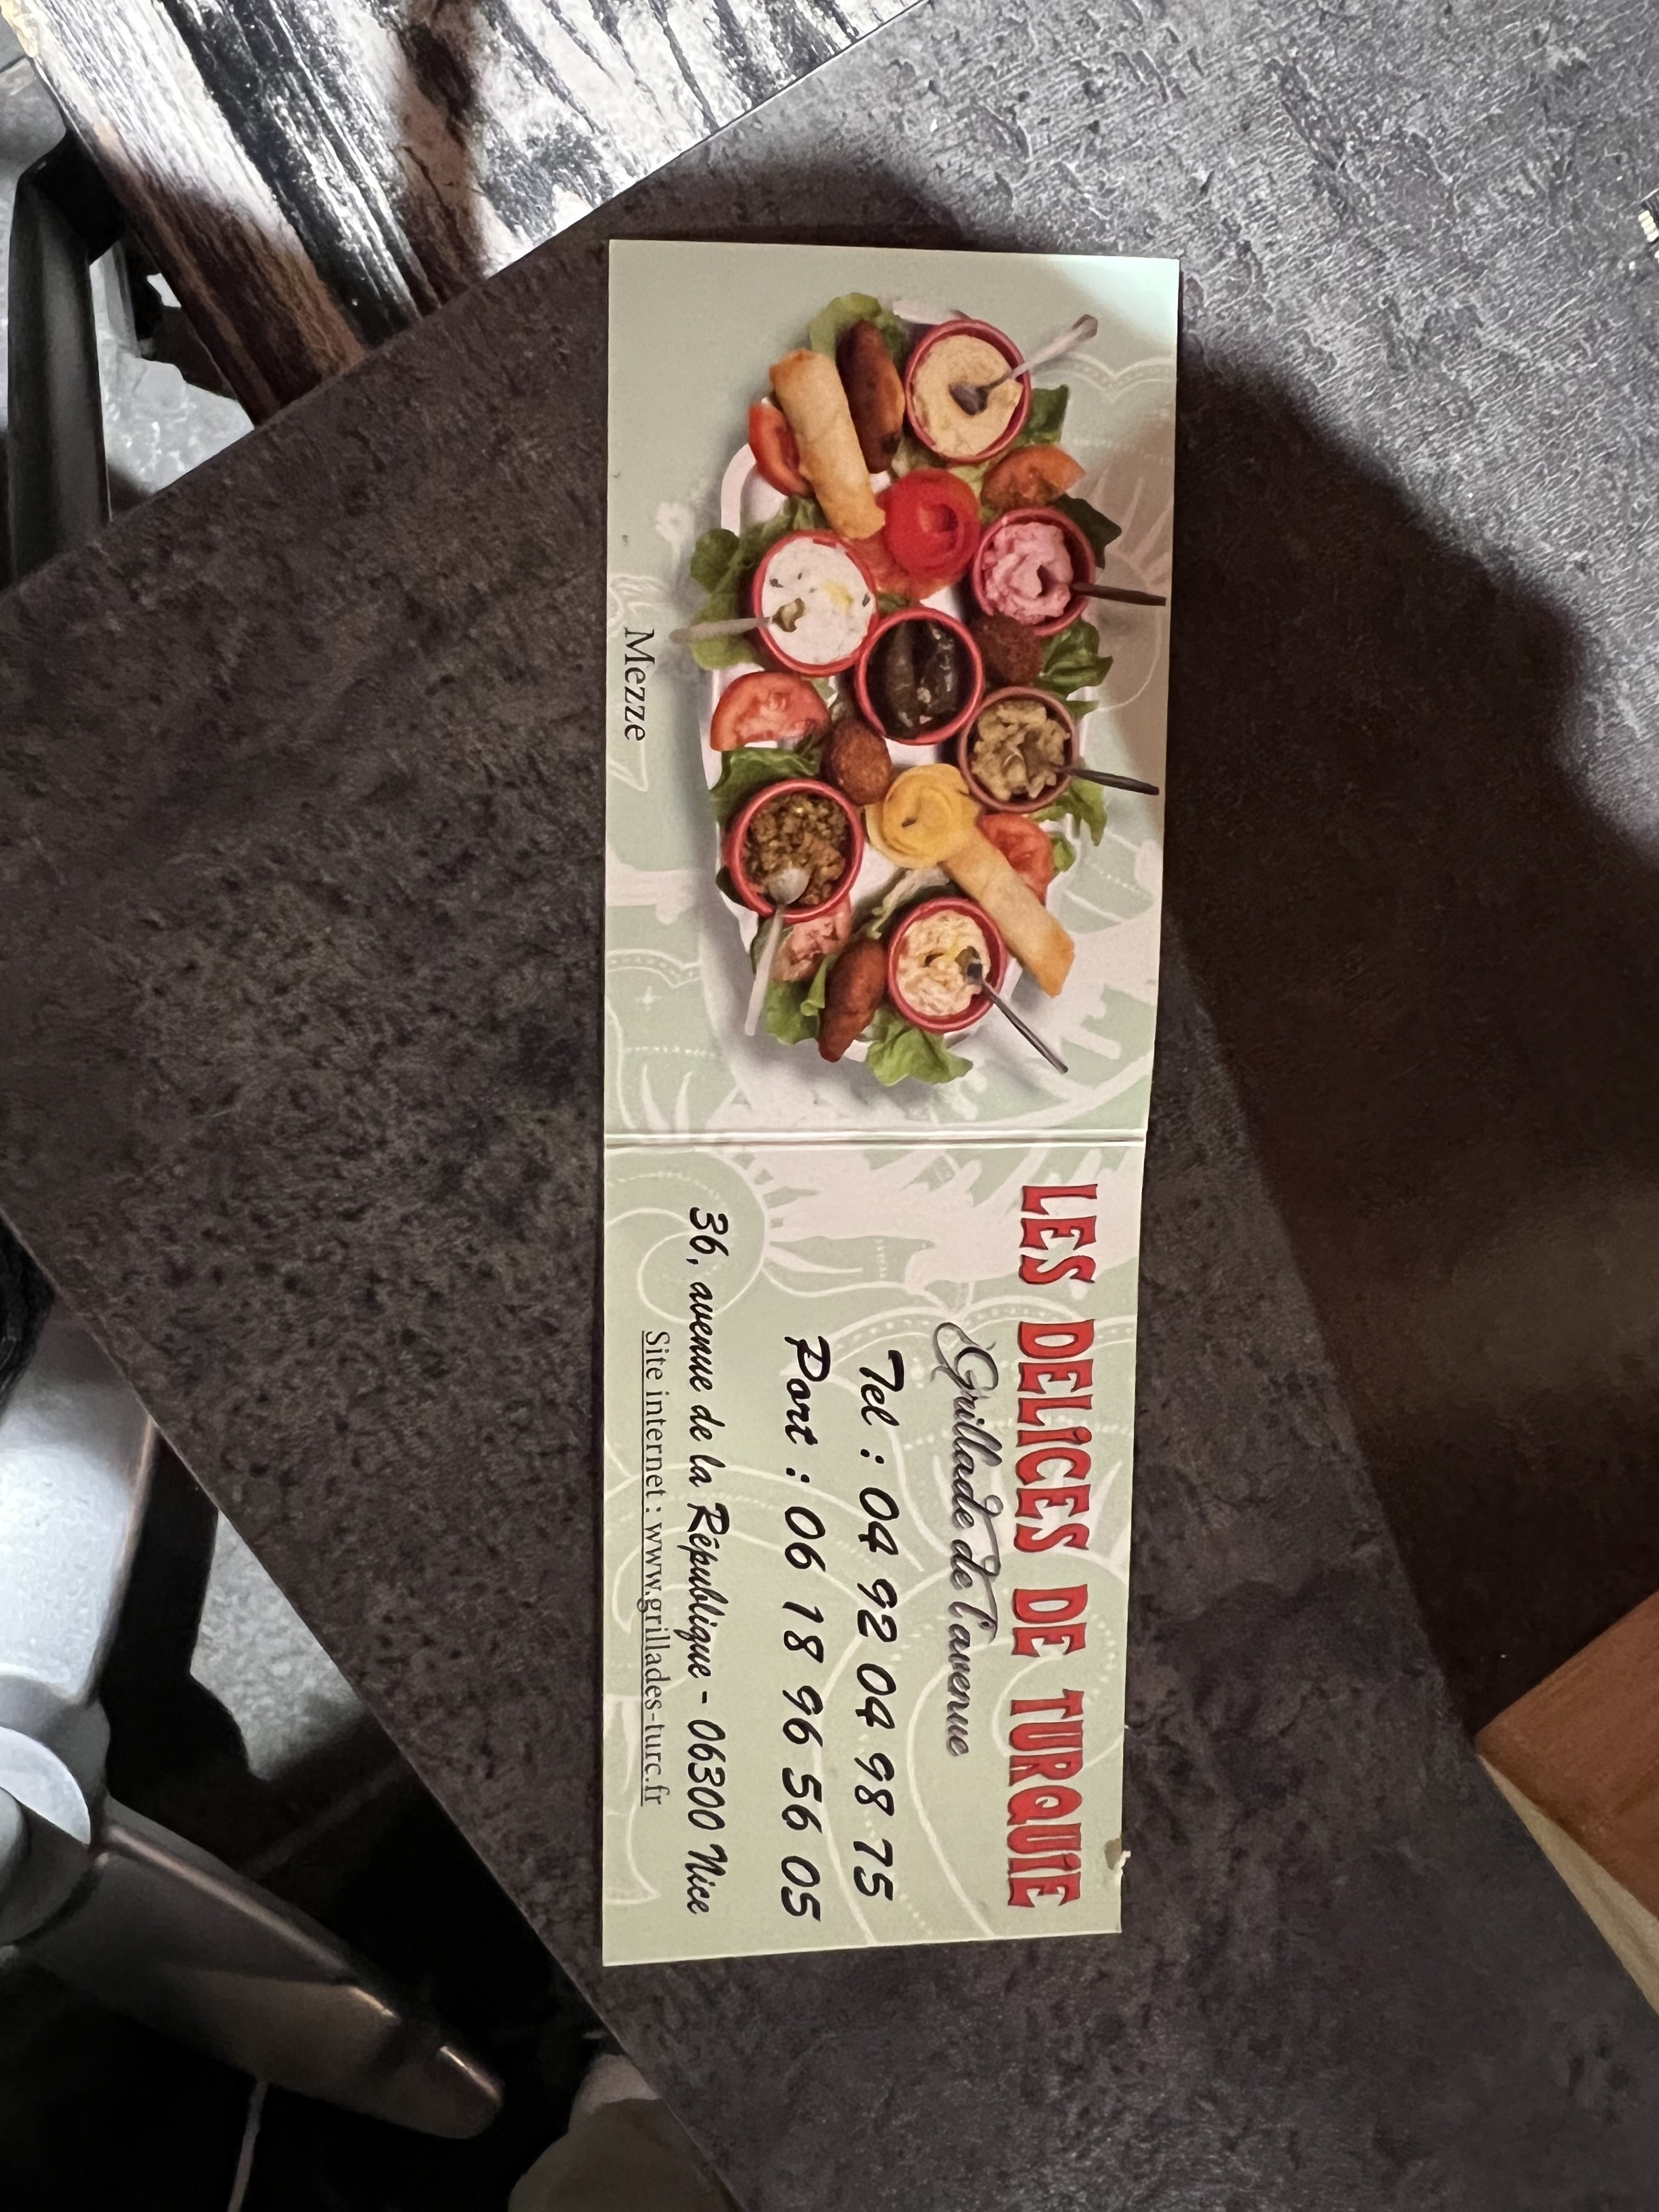 Mezze
LES DELiCES DE TURQUiE
Grillade de l'avenue
Tel : 04 92 04 98 75
Port : 06 18 96 56 05
36, avenue de la République - 06300 Nice
Site internet : www.grillades-turc.fr